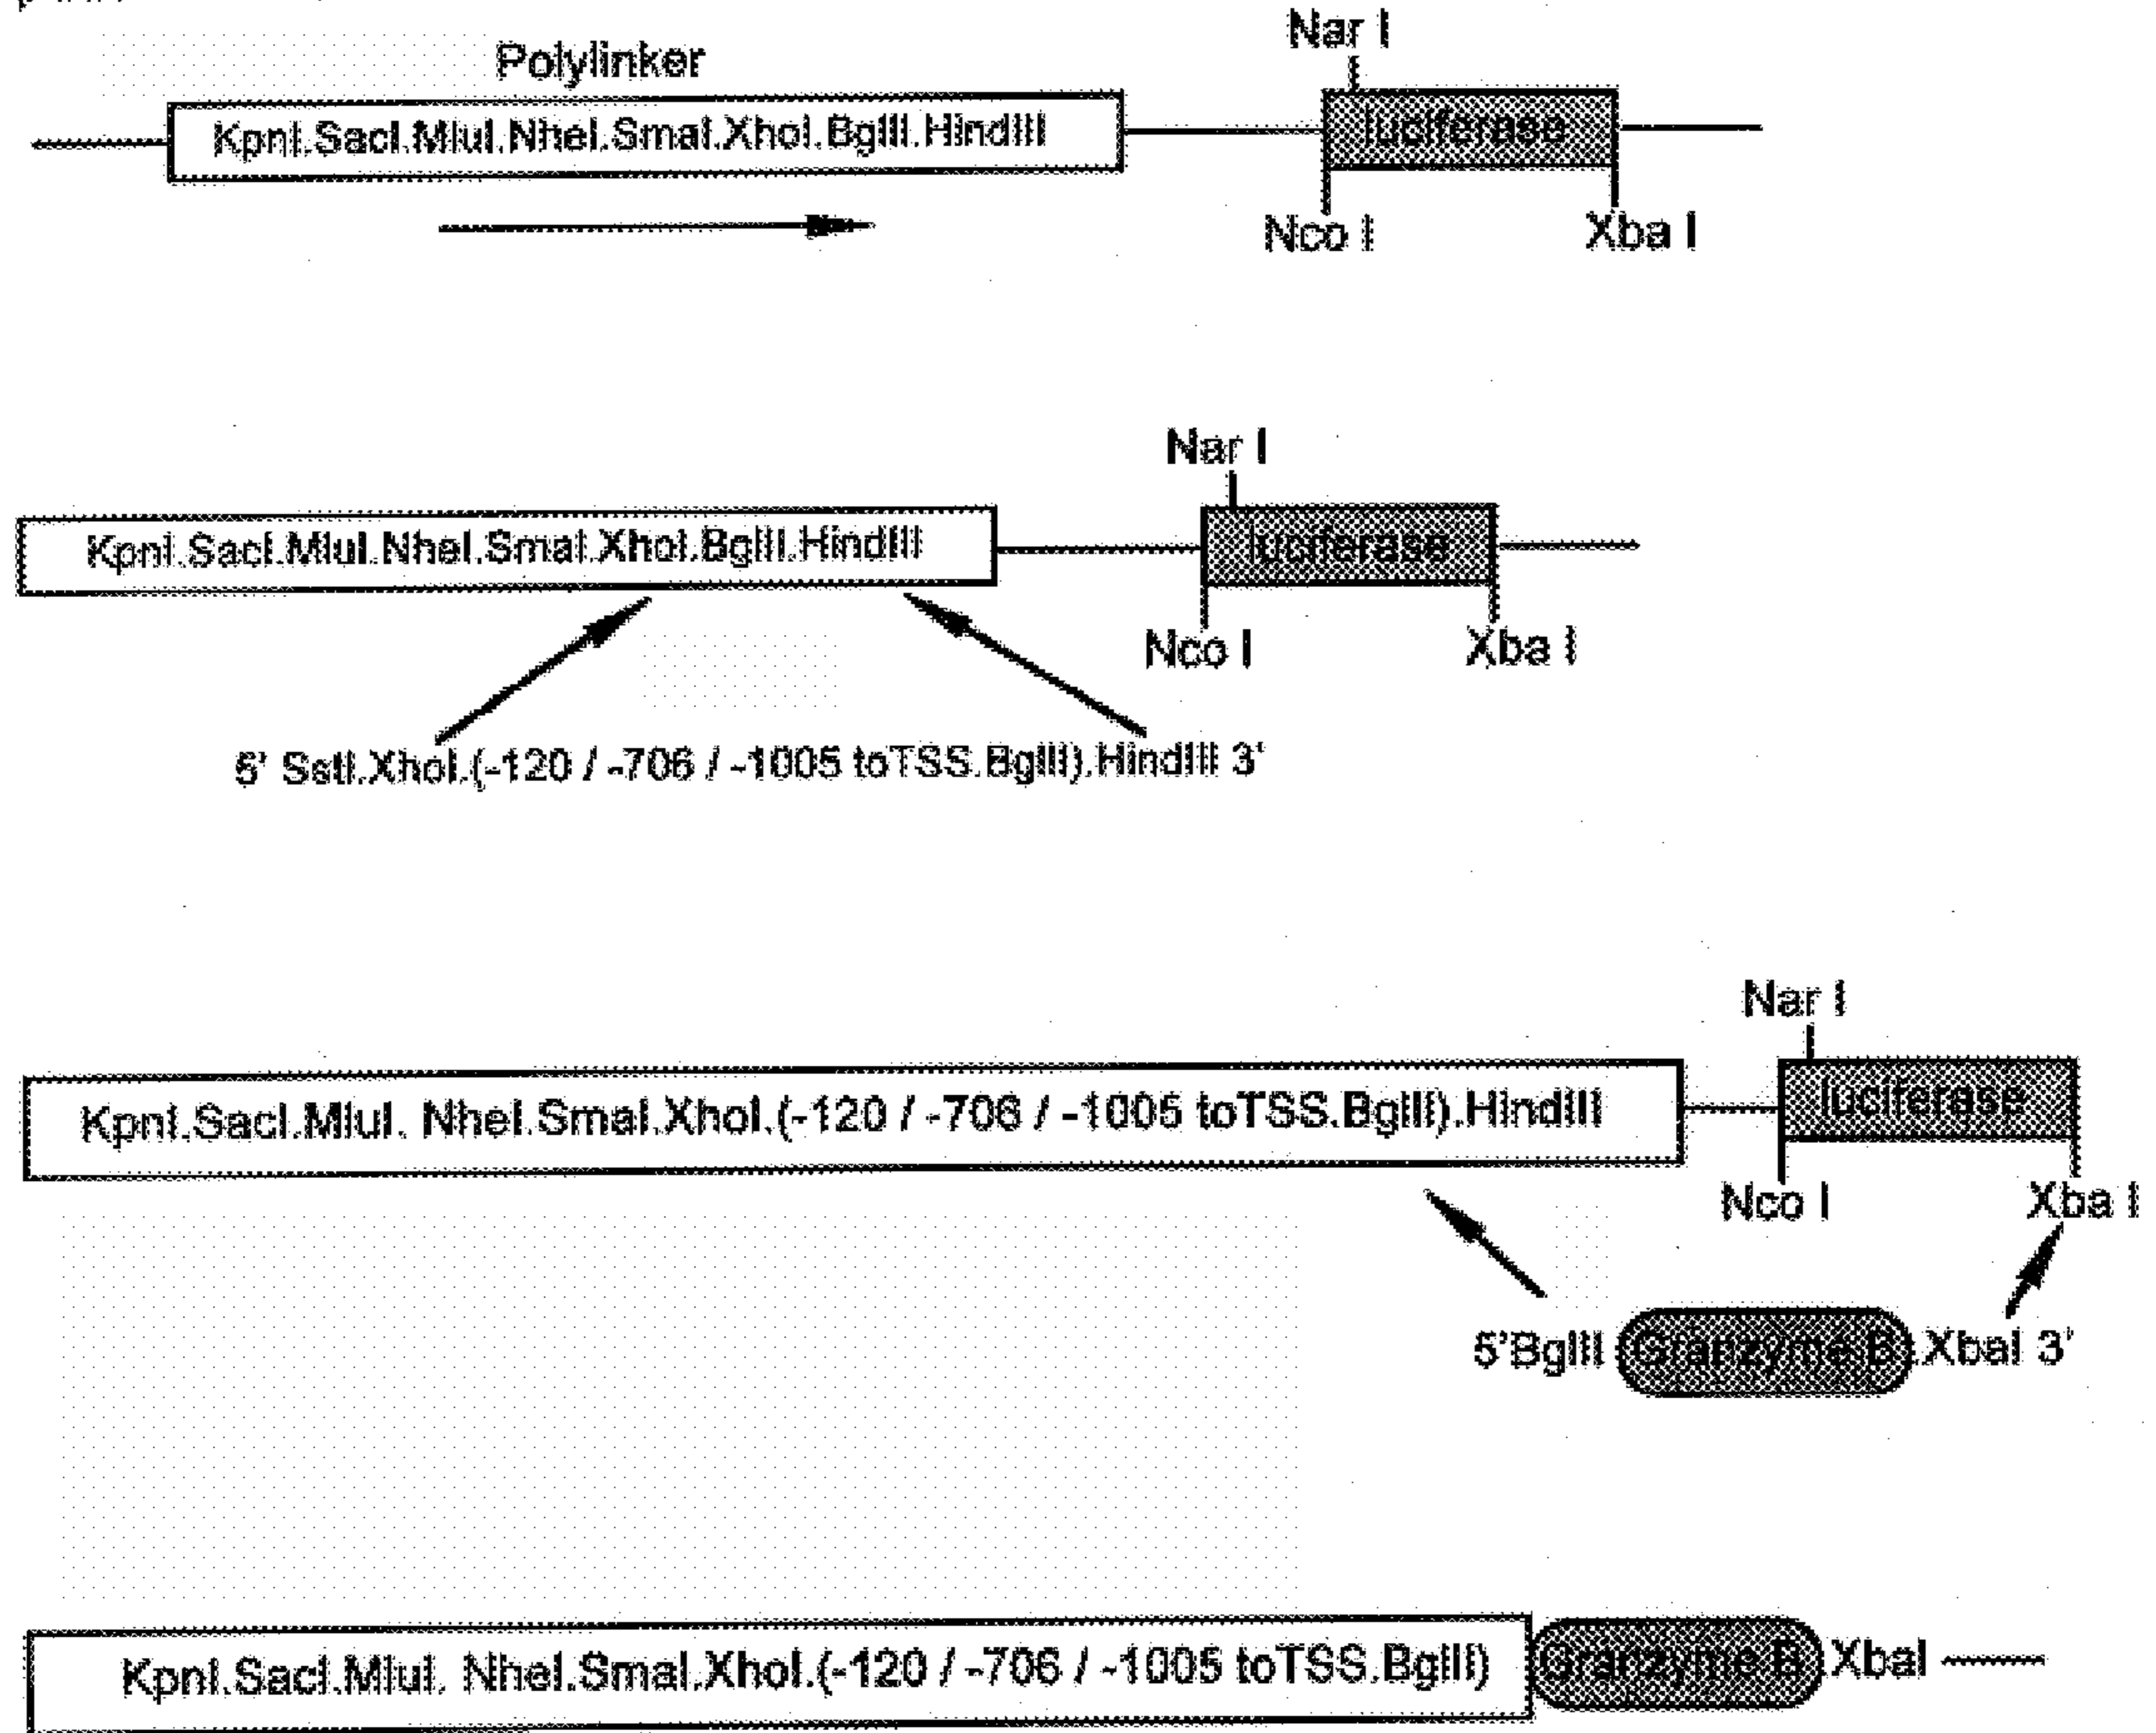 Nar I
Polylinker
KpnI.SacI.MluI.NheI.SmaI.XhoI.BglII.HindIII
luciferase
Nco I
Xba I
Nar I
KpnI.SacI.MluI.NheI.SmaI.XhoI.BglII.HindIII
luciferase
Nco I
Xba I
5' SstI.XhoI.(-120 / -706 / -1005 toTSS.BglII).HindIII 3'
Nar I
KpnI.SacI.MluI. NheI.SmaI.XhoI.(-120 / -706 / -1005 toTSS.BglII).HindIII
luciferase
Nco I
Xba I
5'BglII Granzyme B.XbaI 3'
KpnI.SacI.MluI. NheI.SmaI.XhoI.(-120 / -706 / -1005 toTSS.BglII) Granzyme B.XbaI